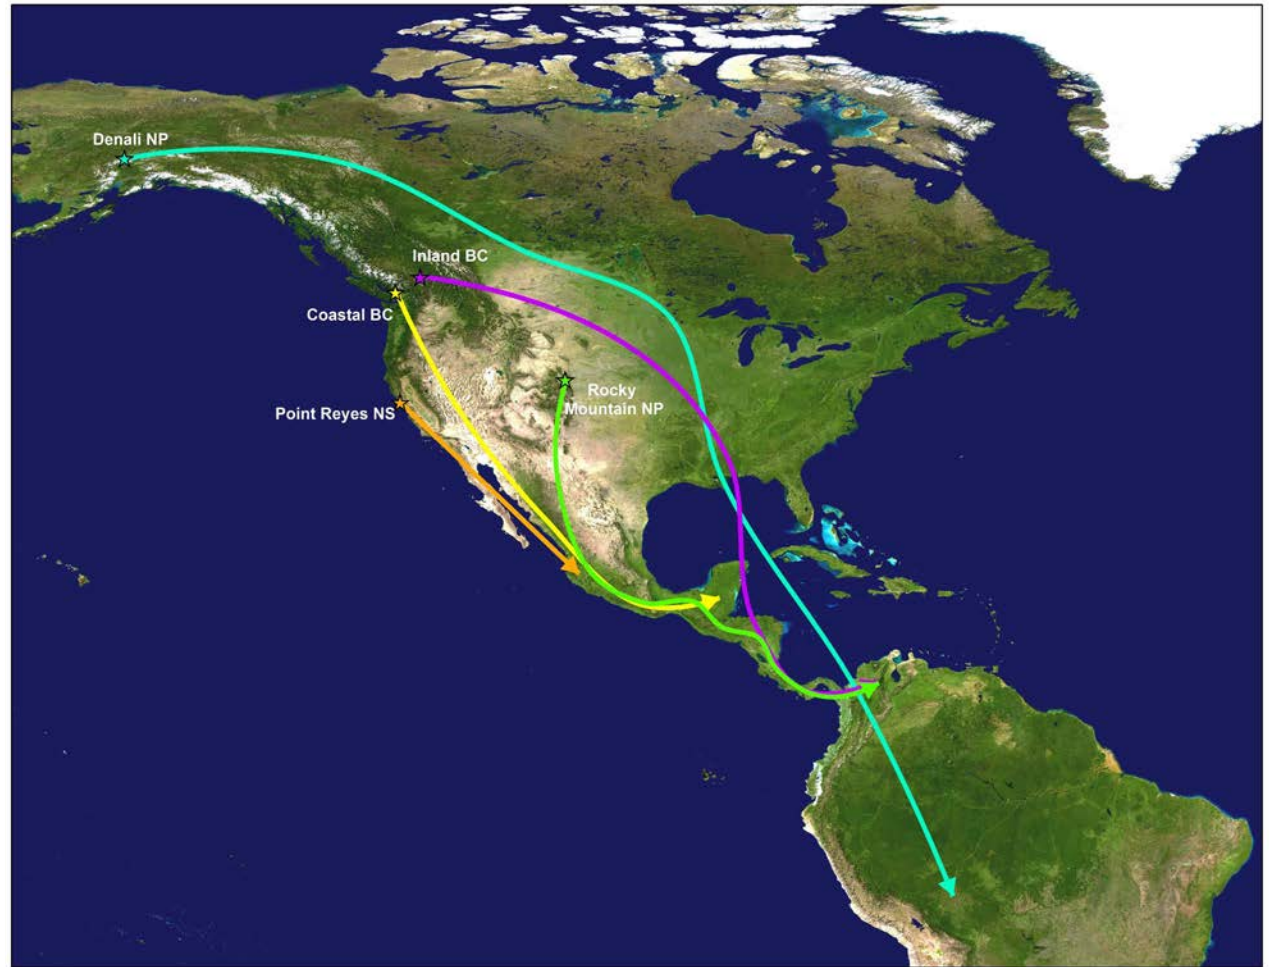 Denali NP
Inland BC
Coastal BC
Rocky
Mountain NP
Point Reyes NS